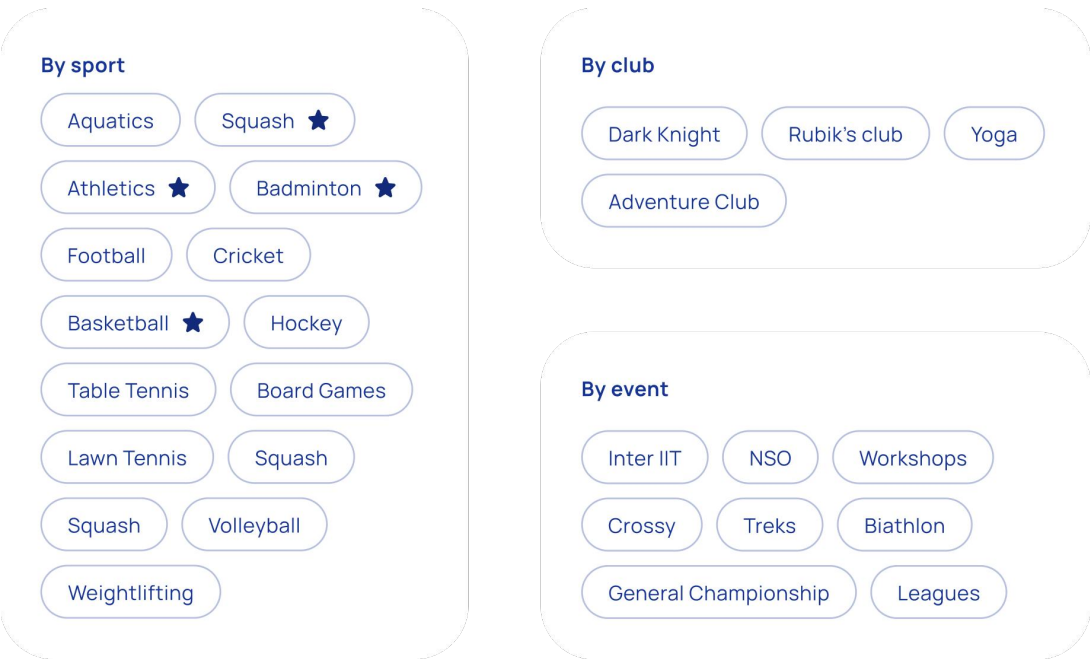 By sport
Aquatics
Squash
Athletics
Badminton
Football
Cricket
Basketball
Hockey
Table Tennis
Board Games
Lawn Tennis
Squash
Squash
Volleyball
Weightlifting
By club
Dark Knight
Rubik's club
Yoga
Adventure Club
By event
Inter IIT
NSO
Workshops
Crossy
Treks
Biathlon
General Championship
Leagues